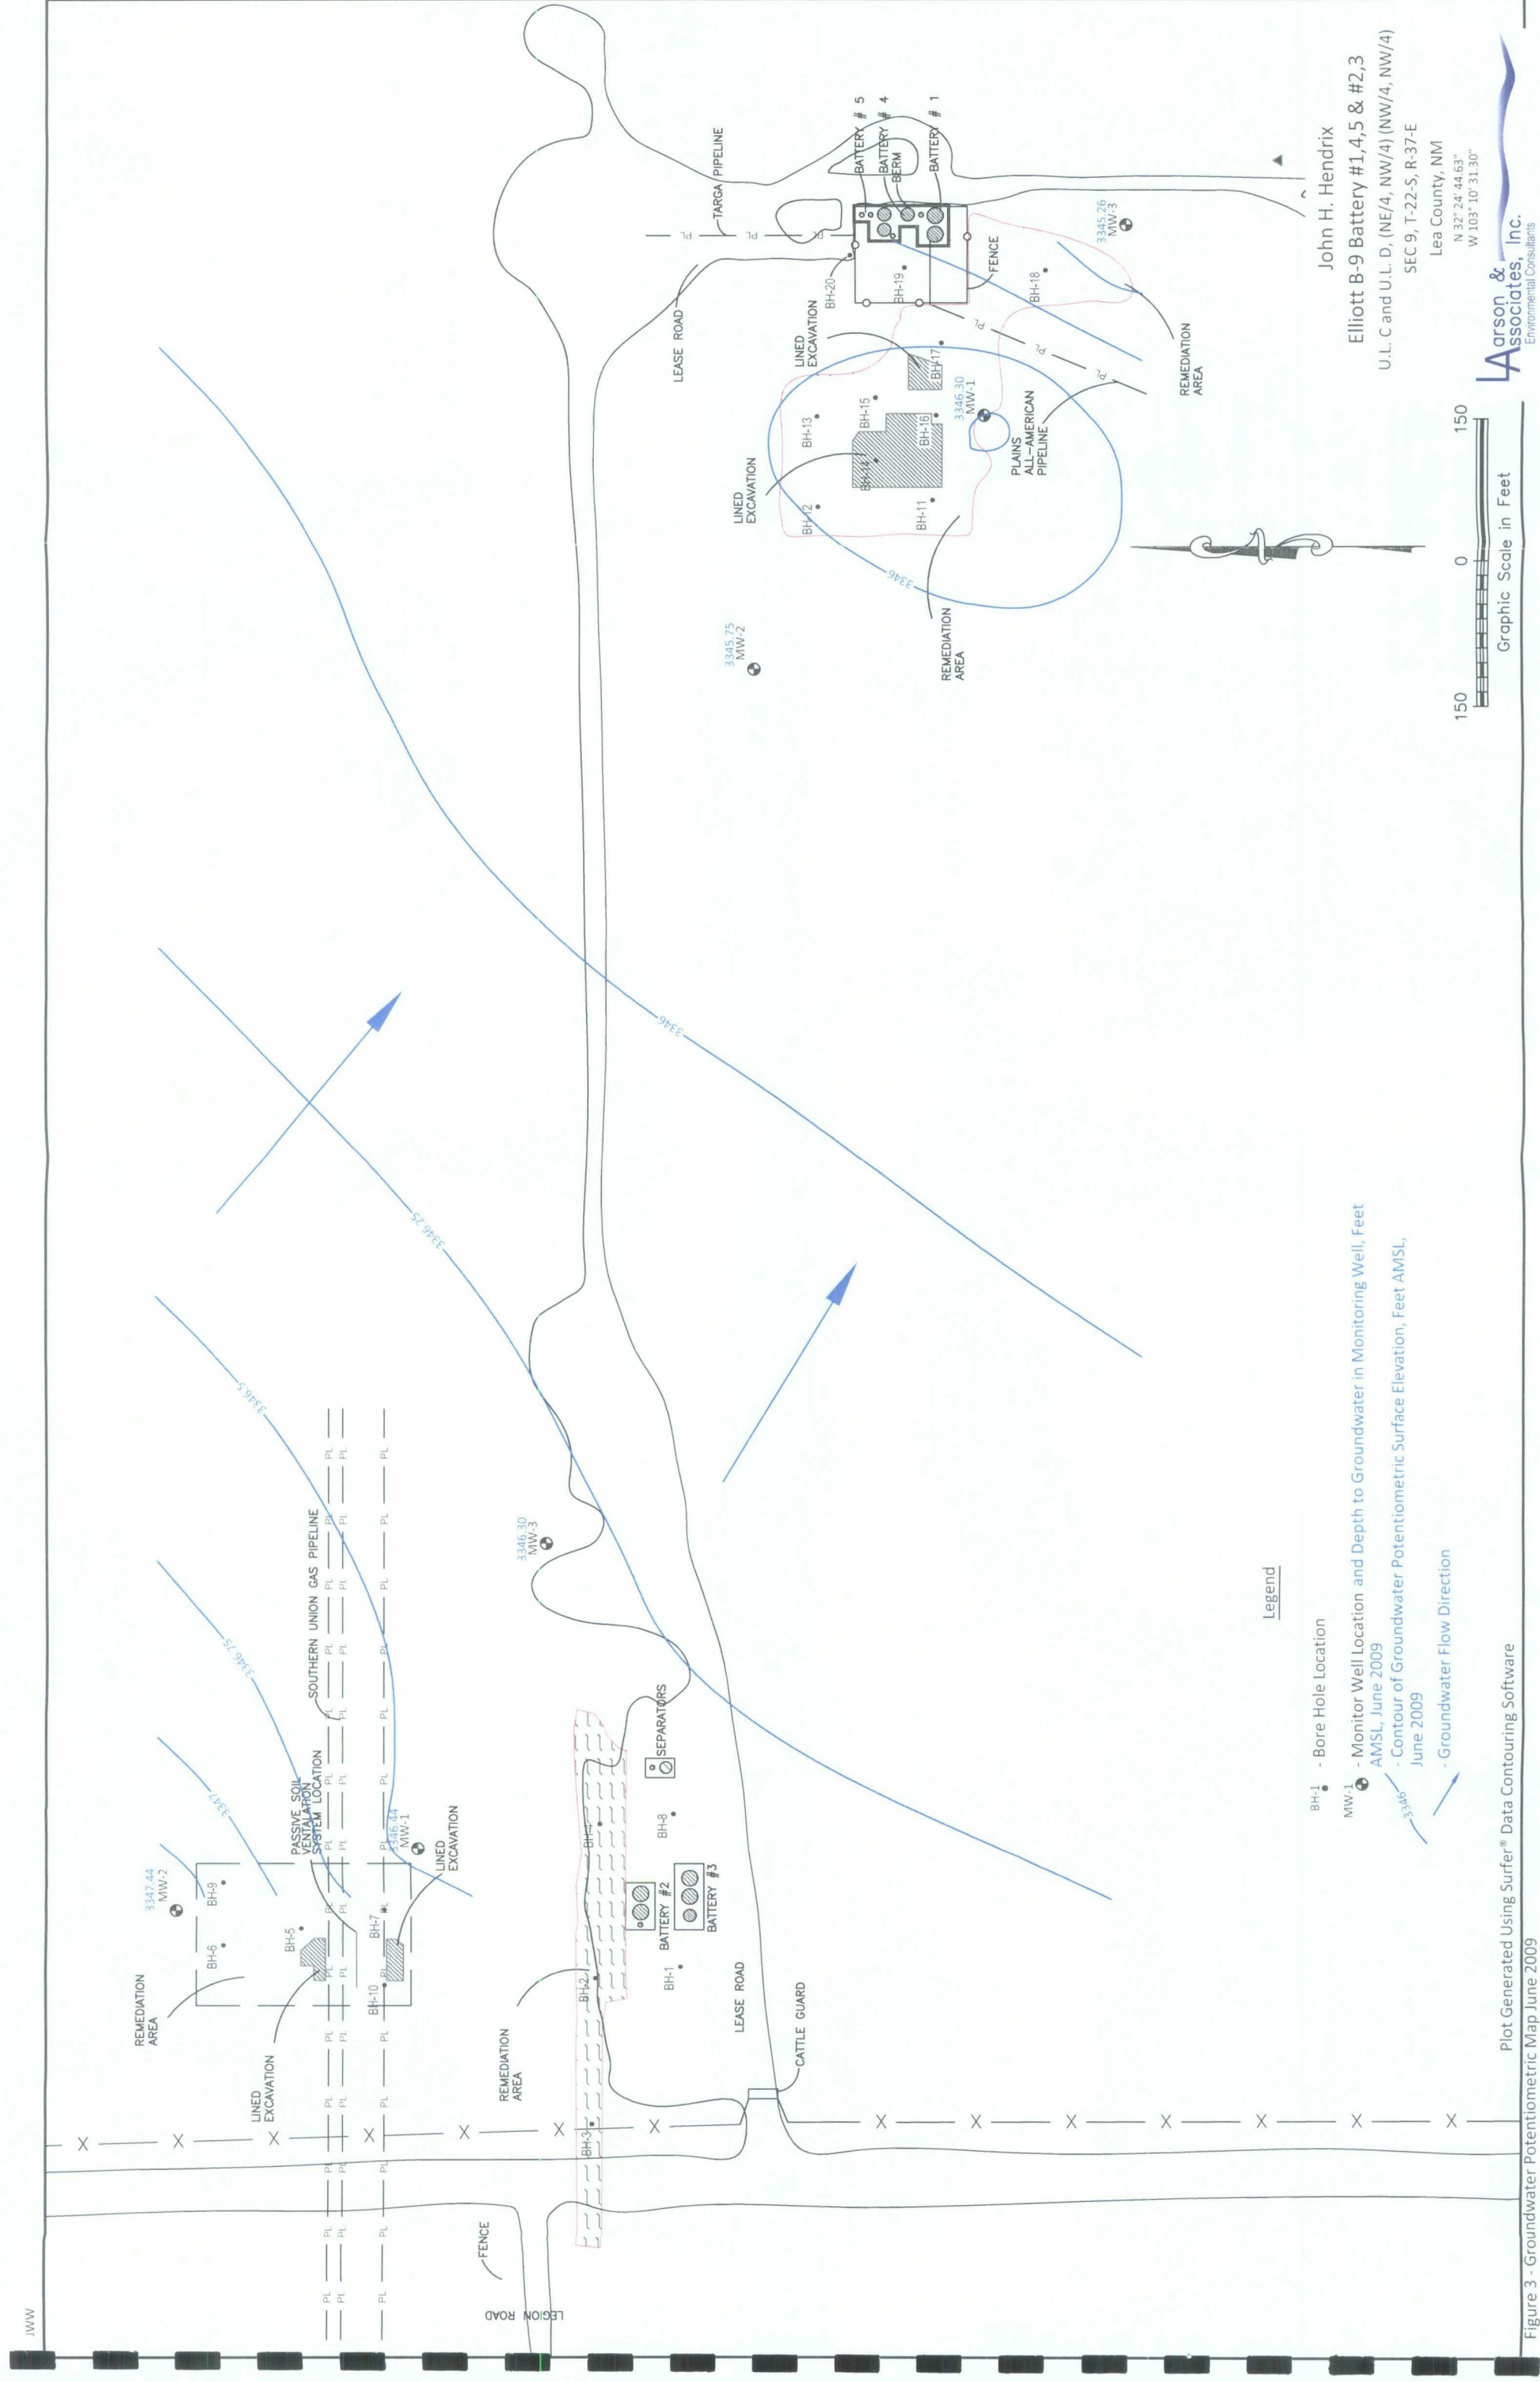 JWW
3347.44
MW-2
BH-9
BH-6
BH-5
REMEDIATION
AREA
LINED
EXCAVATION
PASSIVE SOIL
VENTALATION
SYSTEM LOCATION
SOUTHERN UNION GAS PIPELINE
3346.44
MW-1
BH-7
BH-10
LINED
EXCAVATION
3347
3346.75
3346.5
3346.25
3346
PL
X
FENCE
LEGION ROAD
REMEDIATION
AREA
BH-2
BH-3
BH-4
BH-8
BH-1
BATTERY #2
BATTERY #3
SEPARATORS
3346.30
MW-3
LEASE ROAD
CATTLE GUARD
LEASE ROAD
TARGA PIPELINE
PL
BATTERY # 5
BATTERY # 4
BERM
BATTERY # 1
BH-20
BH-19
FENCE
BH-18
3345.26
MW-3
REMEDIATION
AREA
LINED
EXCAVATION
BH-17
BH-15
BH-13
BH-16
BH-14
3346.30
MW-1
PLAINS
ALL-AMERICAN
PIPELINE
LINED
EXCAVATION
BH-12
BH-11
3346
REMEDIATION
AREA
3345.75
MW-2
Legend
BH-1 - Bore Hole Location
MW-1 - Monitor Well Location and Depth to Groundwater in Monitoring Well, Feet
AMSL, June 2009
3346 - Contour of Groundwater Potentiometric Surface Elevation, Feet AMSL,
June 2009
- Groundwater Flow Direction
150 0 150
Graphic Scale in Feet
John H. Hendrix
Elliott B-9 Battery #1,4,5 & #2,3
U.L. C and U.L. D, (NE/4, NW/4) (NW/4, NW/4)
SEC 9, T-22-S, R-37-E
Lea County, NM
N 32° 24' 44.63"
W 103° 10' 31.30"
Larson &
Associates, Inc.
Environmental Consultants
Plot Generated Using Surfer® Data Contouring Software
Figure 3 - Groundwater Potentiometric Map June 2009